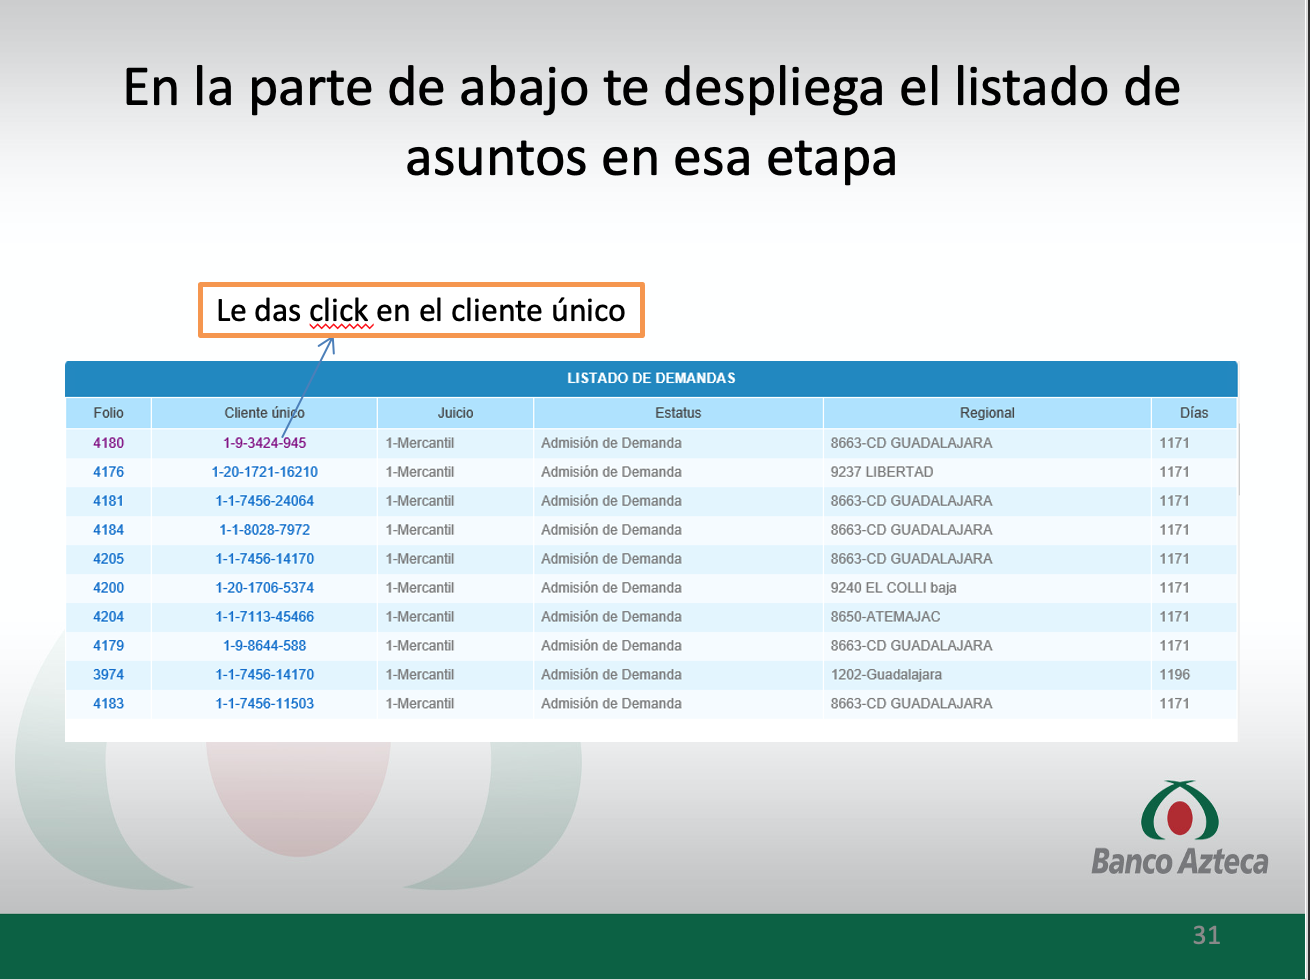 En la parte de abajo te despliega el listado de
asuntos en esa etapa
Le das click en el cliente único
LISTADO DE DEMANDAS
Folio Cliente único Juicio Estatus Regional Días
4180 1-9-3424-945 1-Mercantil Admisión de Demanda 8663-CD GUADALAJARA 1171
4176 1-20-1721-16210 1-Mercantil Admisión de Demanda 9237 LIBERTAD 1171
4181 1-1-7456-24064 1-Mercantil Admisión de Demanda 8663-CD GUADALAJARA 1171
4184 1-1-8028-7972 1-Mercantil Admisión de Demanda 8663-CD GUADALAJARA 1171
4205 1-1-7456-14170 1-Mercantil Admisión de Demanda 8663-CD GUADALAJARA 1171
4200 1-20-1706-5374 1-Mercantil Admisión de Demanda 9240 EL COLLI baja 1171
4204 1-1-7113-45466 1-Mercantil Admisión de Demanda 8650-ATEMAJAC 1171
4179 1-9-8644-588 1-Mercantil Admisión de Demanda 8663-CD GUADALAJARA 1171
3974 1-1-7456-14170 1-Mercantil Admisión de Demanda 1202-Guadalajara 1196
4183 1-1-7456-11503 1-Mercantil Admisión de Demanda 8663-CD GUADALAJARA 1171
Banco Azteca
31